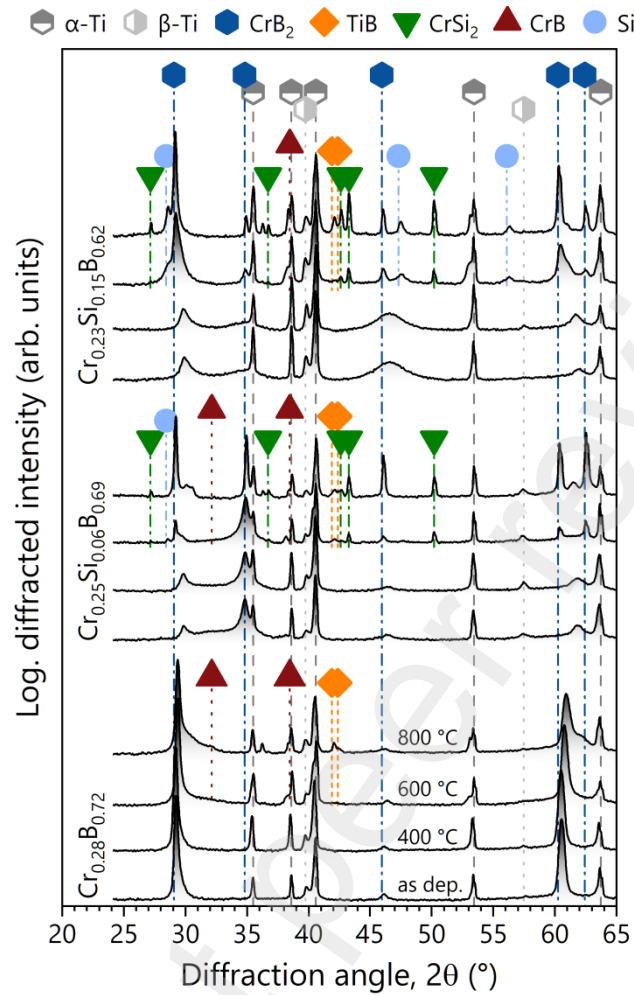 α-Ti β-Ti CrB₂ TiB CrSi₂ CrB Si
Log. diffracted intensity (arb. units)
Cr₀.₂₃Si₀.₁₅B₀.₆₂
Cr₀.₂₅Si₀.₀₆B₀.₆₉
Cr₀.₂₈B₀.₇₂
800 °C
600 °C
400 °C
as dep.
20 25 30 35 40 45 50 55 60 65
Diffraction angle, 2θ (°)
t peer revi